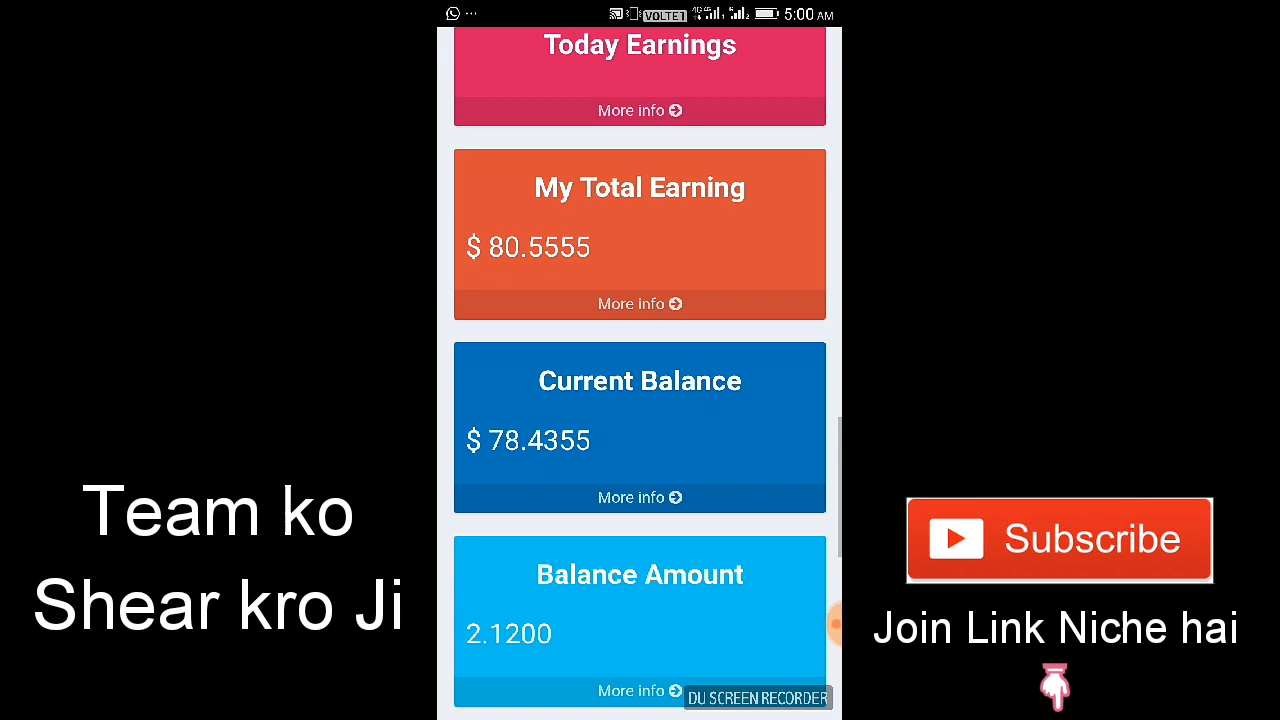 VOLTE1 5:00 AM
Today Earnings
More info
My Total Earning
$ 80.5555
More info
Current Balance
$ 78.4355
More info
Balance Amount
2.1200
More info
DU SCREEN RECORDER
Team ko
Shear kro Ji
Subscribe
Join Link Niche hai